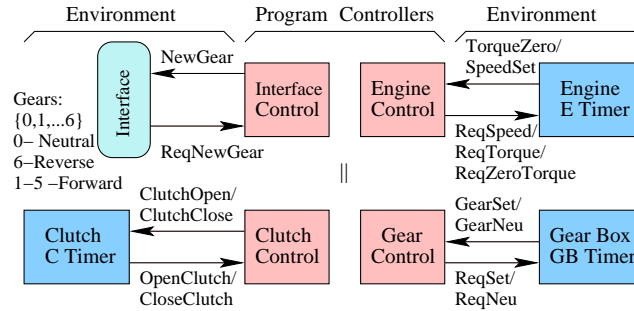 Environment
Program Controllers
Environment
NewGear
TorqueZero/
SpeedSet
Interface
Interface
Control
Engine
Control
Engine
E Timer
Gears:
{0,1,...6}
0– Neutral
6–Reverse
1–5 –Forward
ReqNewGear
ReqSpeed/
ReqTorque/
ReqZeroTorque
||
ClutchOpen/
ClutchClose
GearSet/
GearNeu
Clutch
C Timer
Clutch
Control
Gear
Control
Gear Box
GB Timer
OpenClutch/
CloseClutch
ReqSet/
ReqNeu